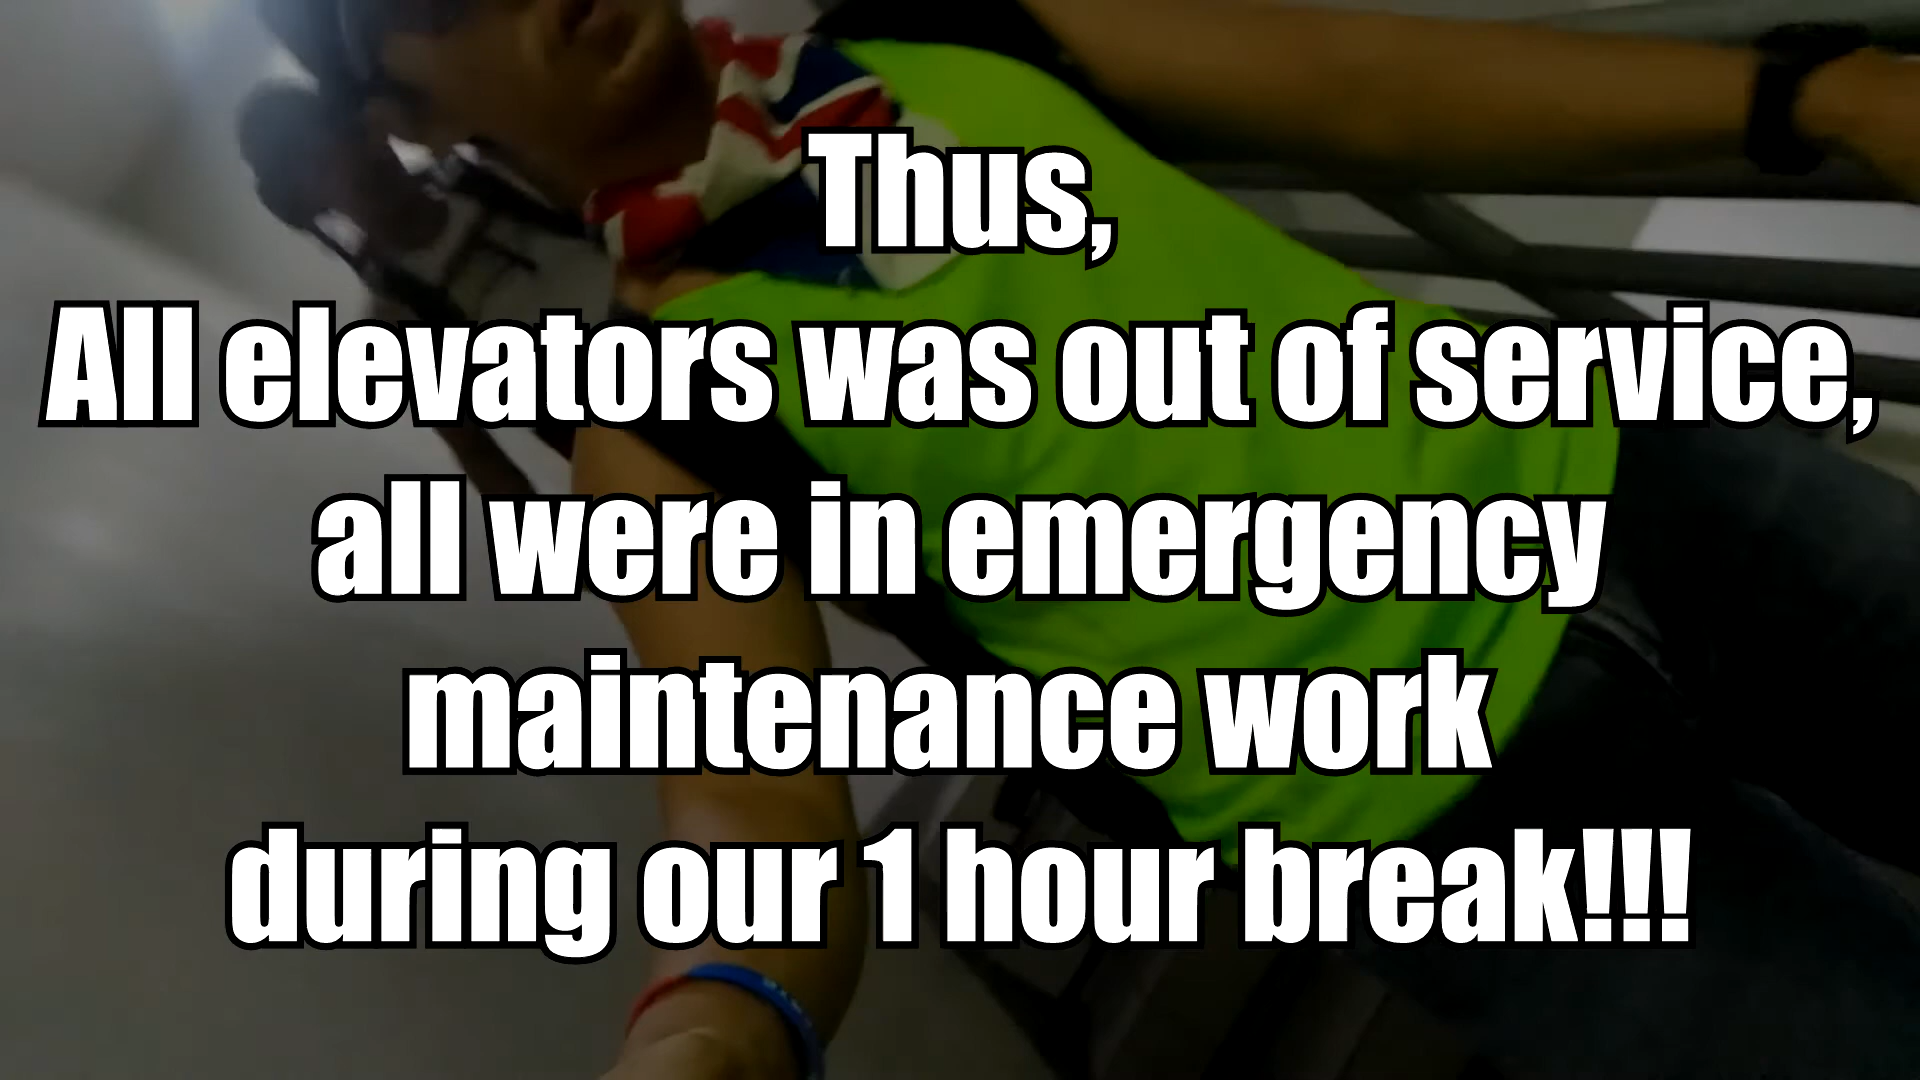 Thus,
All elevators was out of service,
all were in emergency
maintenance work
during our 1 hour break!!!